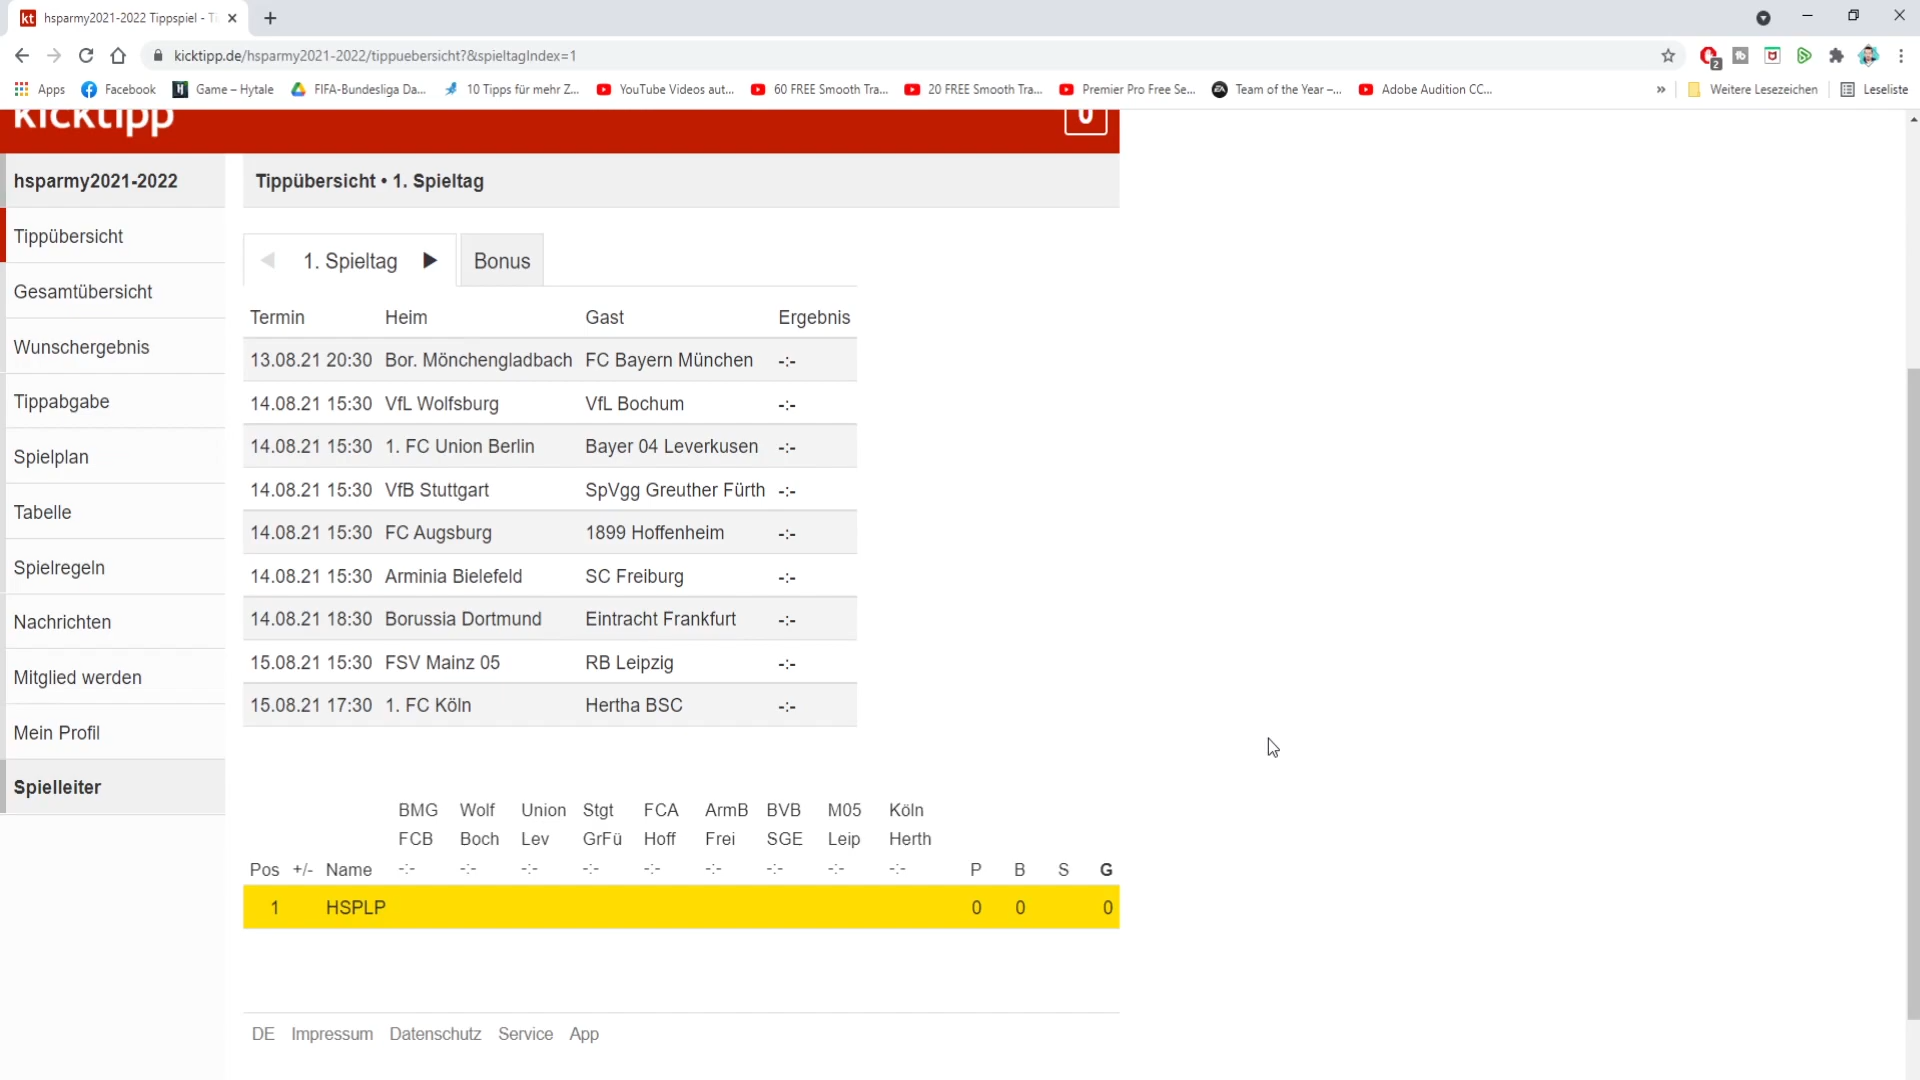 hsparmy2021-2022 Tippspiel - Ti
kicktipp.de/hsparmy2021-2022/tippuebersicht?&spieltagIndex=1
2
Apps Facebook Game – Hytale FIFA-Bundesliga Da... 10 Tipps für mehr Z... YouTube Videos aut... 60 FREE Smooth Tra... 20 FREE Smooth Tra... Premier Pro Free Se... Team of the Year –... Adobe Audition CC... » Weitere Lesezeichen Leseliste
kicktipp
0
hsparmy2021-2022
Tippübersicht
Gesamtübersicht
Wunschergebnis
Tippabgabe
Spielplan
Tabelle
Spielregeln
Nachrichten
Mitglied werden
Mein Profil
Spielleiter
Tippübersicht • 1. Spieltag
1. Spieltag Bonus
Termin Heim Gast Ergebnis
13.08.21 20:30 Bor. Mönchengladbach FC Bayern München -:-
14.08.21 15:30 VfL Wolfsburg VfL Bochum -:-
14.08.21 15:30 1. FC Union Berlin Bayer 04 Leverkusen -:-
14.08.21 15:30 VfB Stuttgart SpVgg Greuther Fürth -:-
14.08.21 15:30 FC Augsburg 1899 Hoffenheim -:-
14.08.21 15:30 Arminia Bielefeld SC Freiburg -:-
14.08.21 18:30 Borussia Dortmund Eintracht Frankfurt -:-
15.08.21 15:30 FSV Mainz 05 RB Leipzig -:-
15.08.21 17:30 1. FC Köln Hertha BSC -:-
BMG Wolf Union Stgt FCA ArmB BVB M05 Köln
FCB Boch Lev GrFü Hoff Frei SGE Leip Herth
Pos +/- Name -:- -:- -:- -:- -:- -:- -:- -:- -:- P B S G
1 HSPLP 0 0 0
DE Impressum Datenschutz Service App